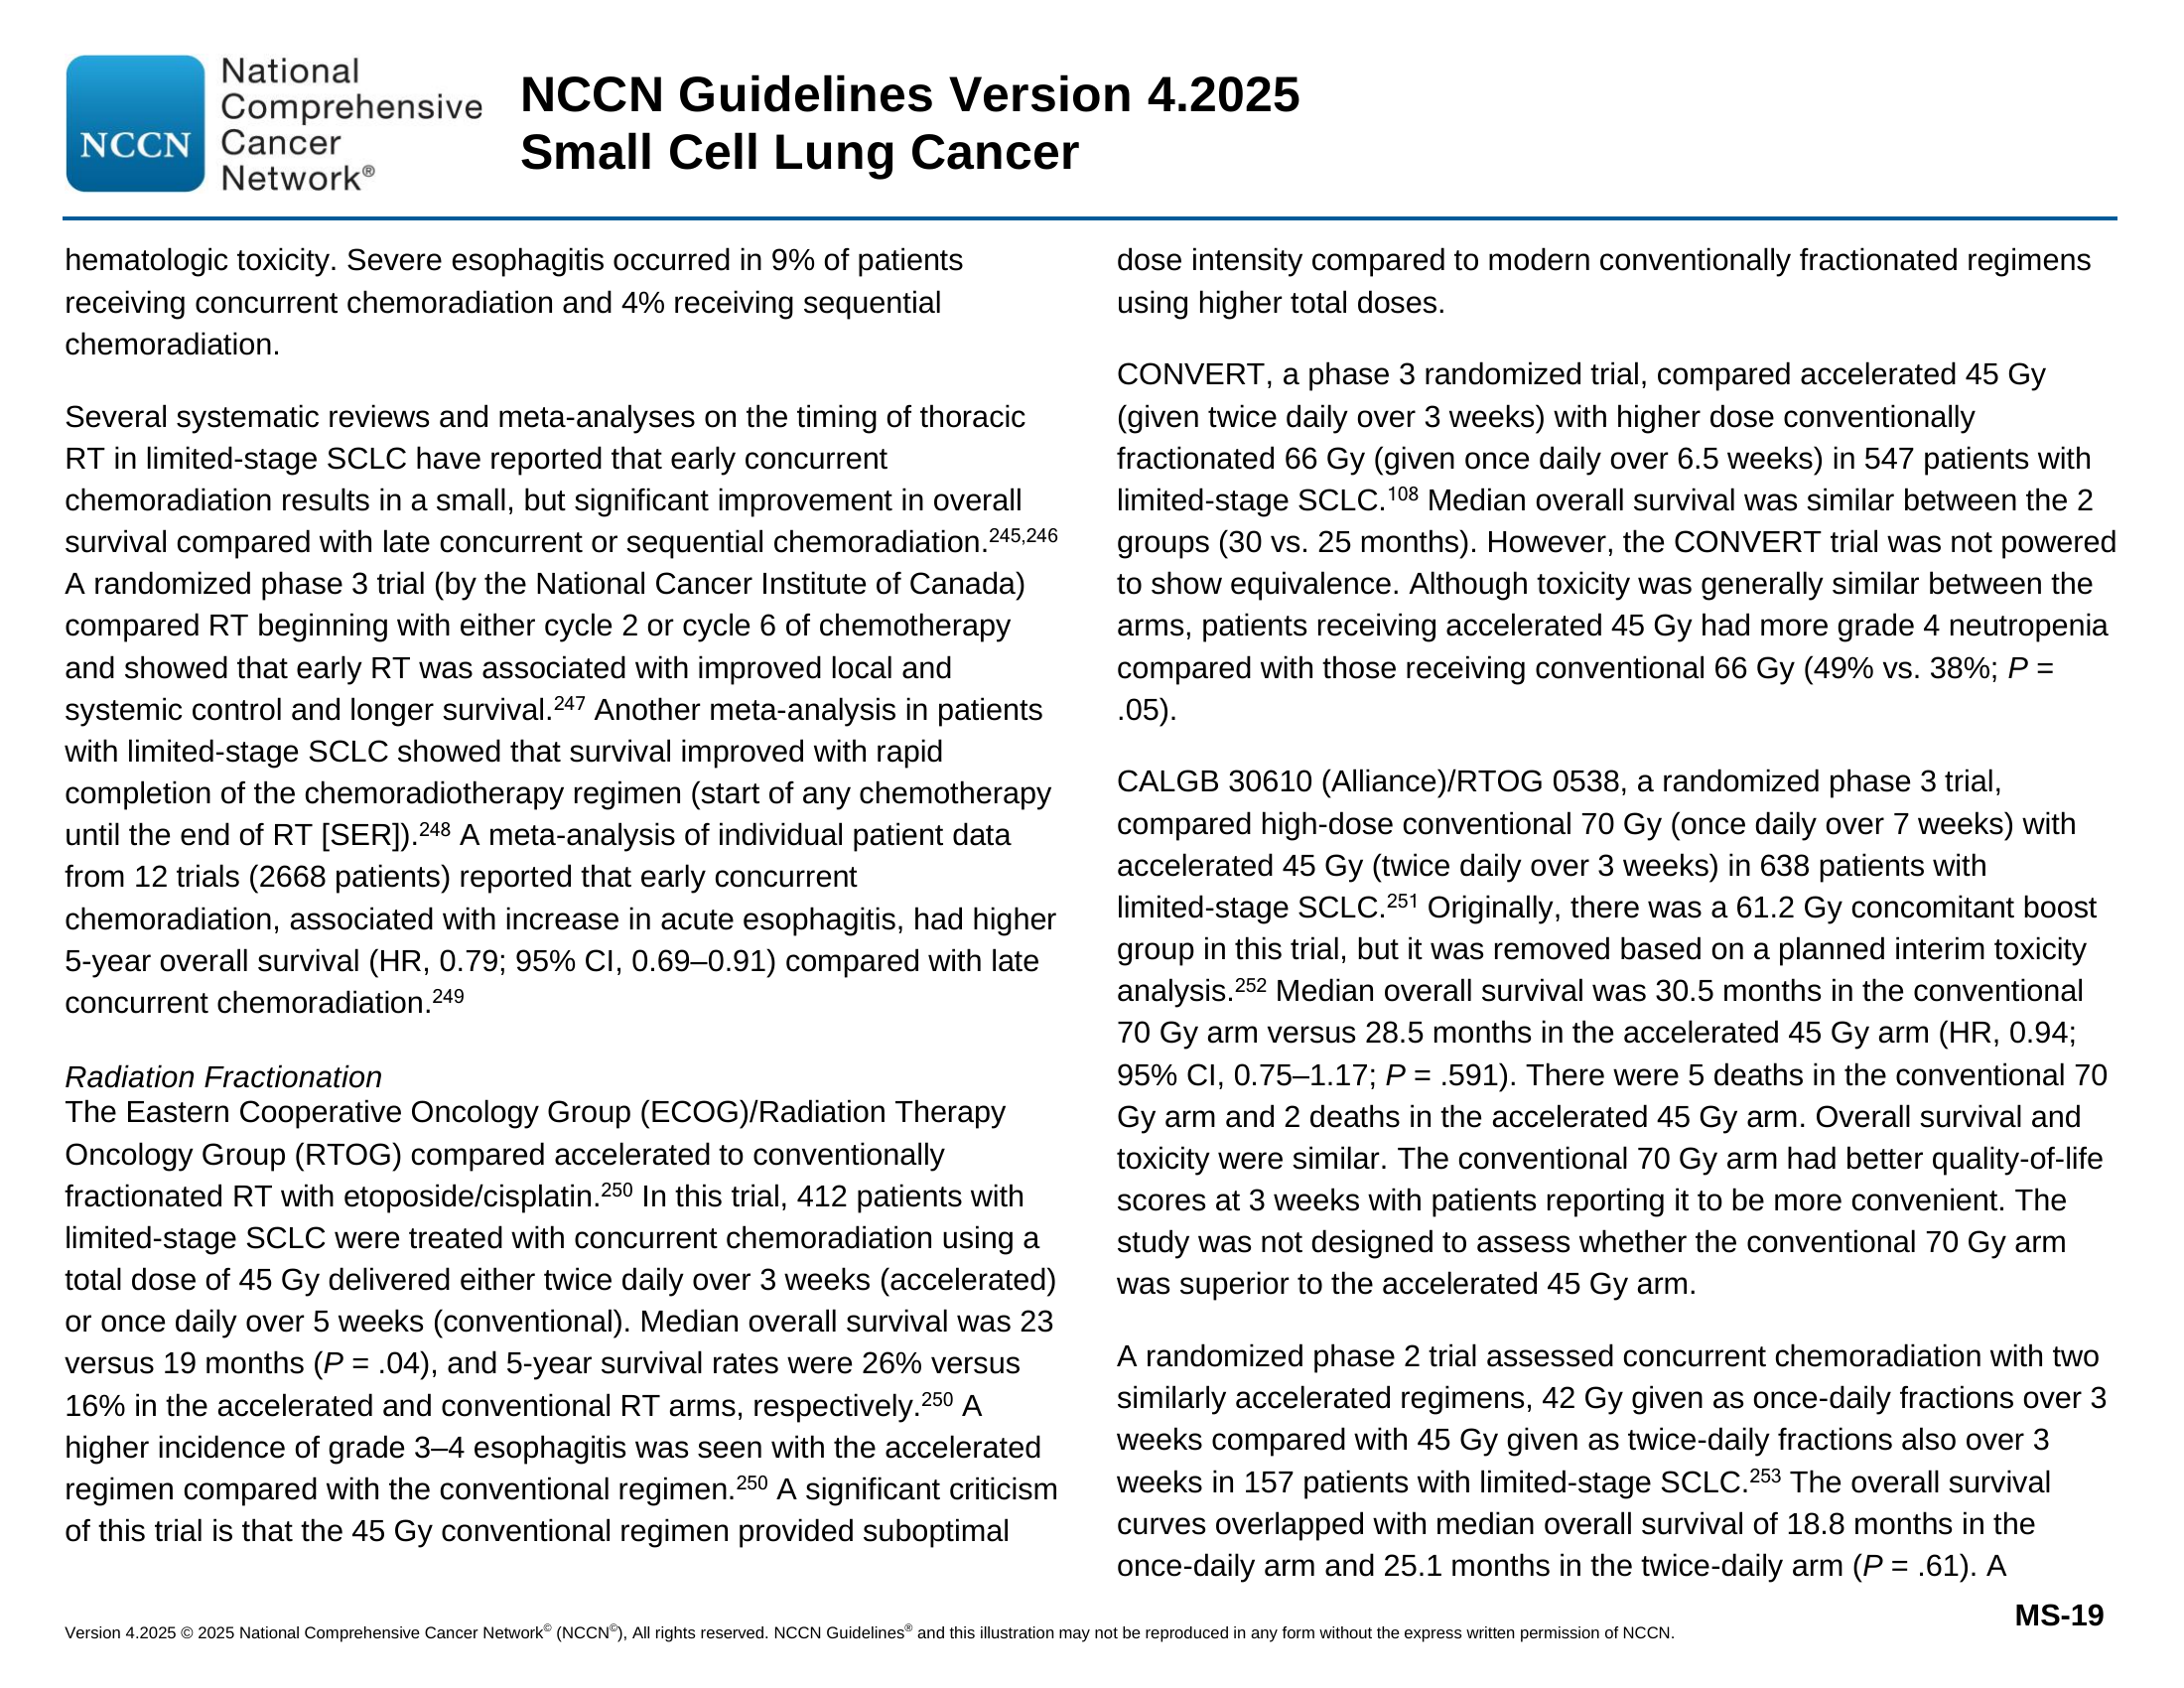 NCCN
National
Comprehensive
Cancer
Network®
NCCN Guidelines Version 4.2025
Small Cell Lung Cancer
hematologic toxicity. Severe esophagitis occurred in 9% of patients
receiving concurrent chemoradiation and 4% receiving sequential
chemoradiation.
Several systematic reviews and meta-analyses on the timing of thoracic
RT in limited-stage SCLC have reported that early concurrent
chemoradiation results in a small, but significant improvement in overall
survival compared with late concurrent or sequential chemoradiation.245,246
A randomized phase 3 trial (by the National Cancer Institute of Canada)
compared RT beginning with either cycle 2 or cycle 6 of chemotherapy
and showed that early RT was associated with improved local and
systemic control and longer survival.247 Another meta-analysis in patients
with limited-stage SCLC showed that survival improved with rapid
completion of the chemoradiotherapy regimen (start of any chemotherapy
until the end of RT [SER]).248 A meta-analysis of individual patient data
from 12 trials (2668 patients) reported that early concurrent
chemoradiation, associated with increase in acute esophagitis, had higher
5-year overall survival (HR, 0.79; 95% CI, 0.69–0.91) compared with late
concurrent chemoradiation.249
Radiation Fractionation
The Eastern Cooperative Oncology Group (ECOG)/Radiation Therapy
Oncology Group (RTOG) compared accelerated to conventionally
fractionated RT with etoposide/cisplatin.250 In this trial, 412 patients with
limited-stage SCLC were treated with concurrent chemoradiation using a
total dose of 45 Gy delivered either twice daily over 3 weeks (accelerated)
or once daily over 5 weeks (conventional). Median overall survival was 23
versus 19 months (P = .04), and 5-year survival rates were 26% versus
16% in the accelerated and conventional RT arms, respectively.250 A
higher incidence of grade 3–4 esophagitis was seen with the accelerated
regimen compared with the conventional regimen.250 A significant criticism
of this trial is that the 45 Gy conventional regimen provided suboptimal
dose intensity compared to modern conventionally fractionated regimens
using higher total doses.
CONVERT, a phase 3 randomized trial, compared accelerated 45 Gy
(given twice daily over 3 weeks) with higher dose conventionally
fractionated 66 Gy (given once daily over 6.5 weeks) in 547 patients with
limited-stage SCLC.108 Median overall survival was similar between the 2
groups (30 vs. 25 months). However, the CONVERT trial was not powered
to show equivalence. Although toxicity was generally similar between the
arms, patients receiving accelerated 45 Gy had more grade 4 neutropenia
compared with those receiving conventional 66 Gy (49% vs. 38%; P =
.05).
CALGB 30610 (Alliance)/RTOG 0538, a randomized phase 3 trial,
compared high-dose conventional 70 Gy (once daily over 7 weeks) with
accelerated 45 Gy (twice daily over 3 weeks) in 638 patients with
limited-stage SCLC.251 Originally, there was a 61.2 Gy concomitant boost
group in this trial, but it was removed based on a planned interim toxicity
analysis.252 Median overall survival was 30.5 months in the conventional
70 Gy arm versus 28.5 months in the accelerated 45 Gy arm (HR, 0.94;
95% CI, 0.75–1.17; P = .591). There were 5 deaths in the conventional 70
Gy arm and 2 deaths in the accelerated 45 Gy arm. Overall survival and
toxicity were similar. The conventional 70 Gy arm had better quality-of-life
scores at 3 weeks with patients reporting it to be more convenient. The
study was not designed to assess whether the conventional 70 Gy arm
was superior to the accelerated 45 Gy arm.
A randomized phase 2 trial assessed concurrent chemoradiation with two
similarly accelerated regimens, 42 Gy given as once-daily fractions over 3
weeks compared with 45 Gy given as twice-daily fractions also over 3
weeks in 157 patients with limited-stage SCLC.253 The overall survival
curves overlapped with median overall survival of 18.8 months in the
once-daily arm and 25.1 months in the twice-daily arm (P = .61). A
MS-19
Version 4.2025 © 2025 National Comprehensive Cancer Network© (NCCN©), All rights reserved. NCCN Guidelines® and this illustration may not be reproduced in any form without the express written permission of NCCN.